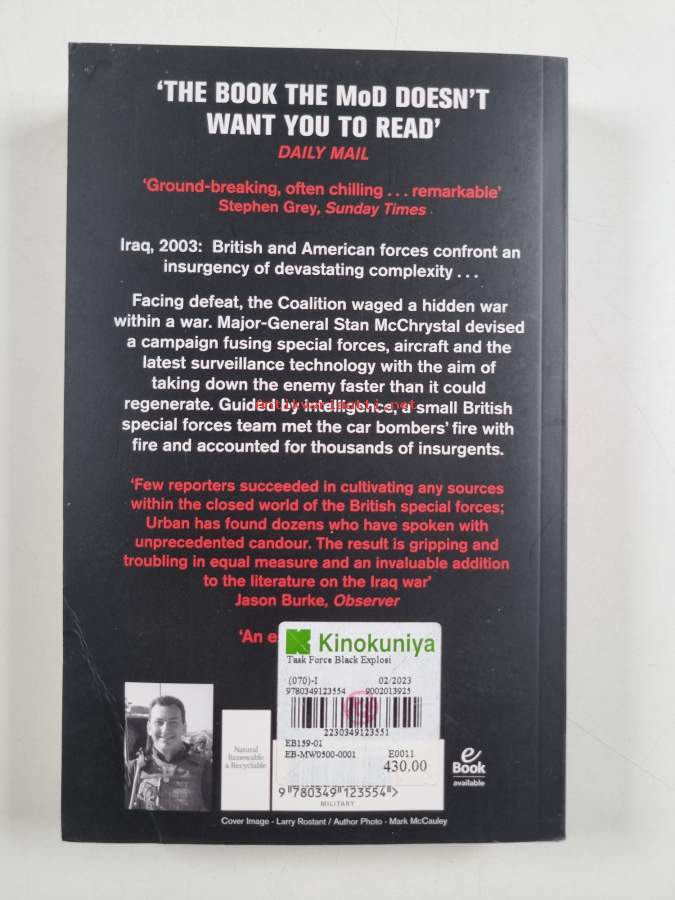 ‘THE BOOK THE MoD DOESN’T
WANT YOU TO READ’
DAILY MAIL
‘Ground-breaking, often chilling . . . remarkable’
Stephen Grey, Sunday Times
Iraq, 2003: British and American forces confront an
insurgency of devastating complexity . . .
Facing defeat, the Coalition waged a hidden war
within a war. Major-General Stan McChrystal devised
a campaign fusing special forces, aircraft and the
latest surveillance technology with the aim of
taking down the enemy faster than it could
regenerate. Guided by intelligence, a small British
special forces team met the car bombers’ fire with
fire and accounted for thousands of insurgents.
‘Few reporters succeeded in cultivating any sources
within the closed world of the British special forces;
Urban has found dozens who have spoken with
unprecedented candour. The result is gripping and
troubling in equal measure and an invaluable addition
to the literature on the Iraq war’
Jason Burke, Observer
‘An
Kinokuniya
Task Force Black Explosi
(070)-I 02/2023
9780349123554 9002013925
2230349123551
EB159-01
EB-MW0500-0001 E0011
430.00
Natural
Renewable
& Recyclable
9 780349 123554 >
MILITARY
e
Book
available
Cover Image - Larry Rostant / Author Photo - Mark McCauley